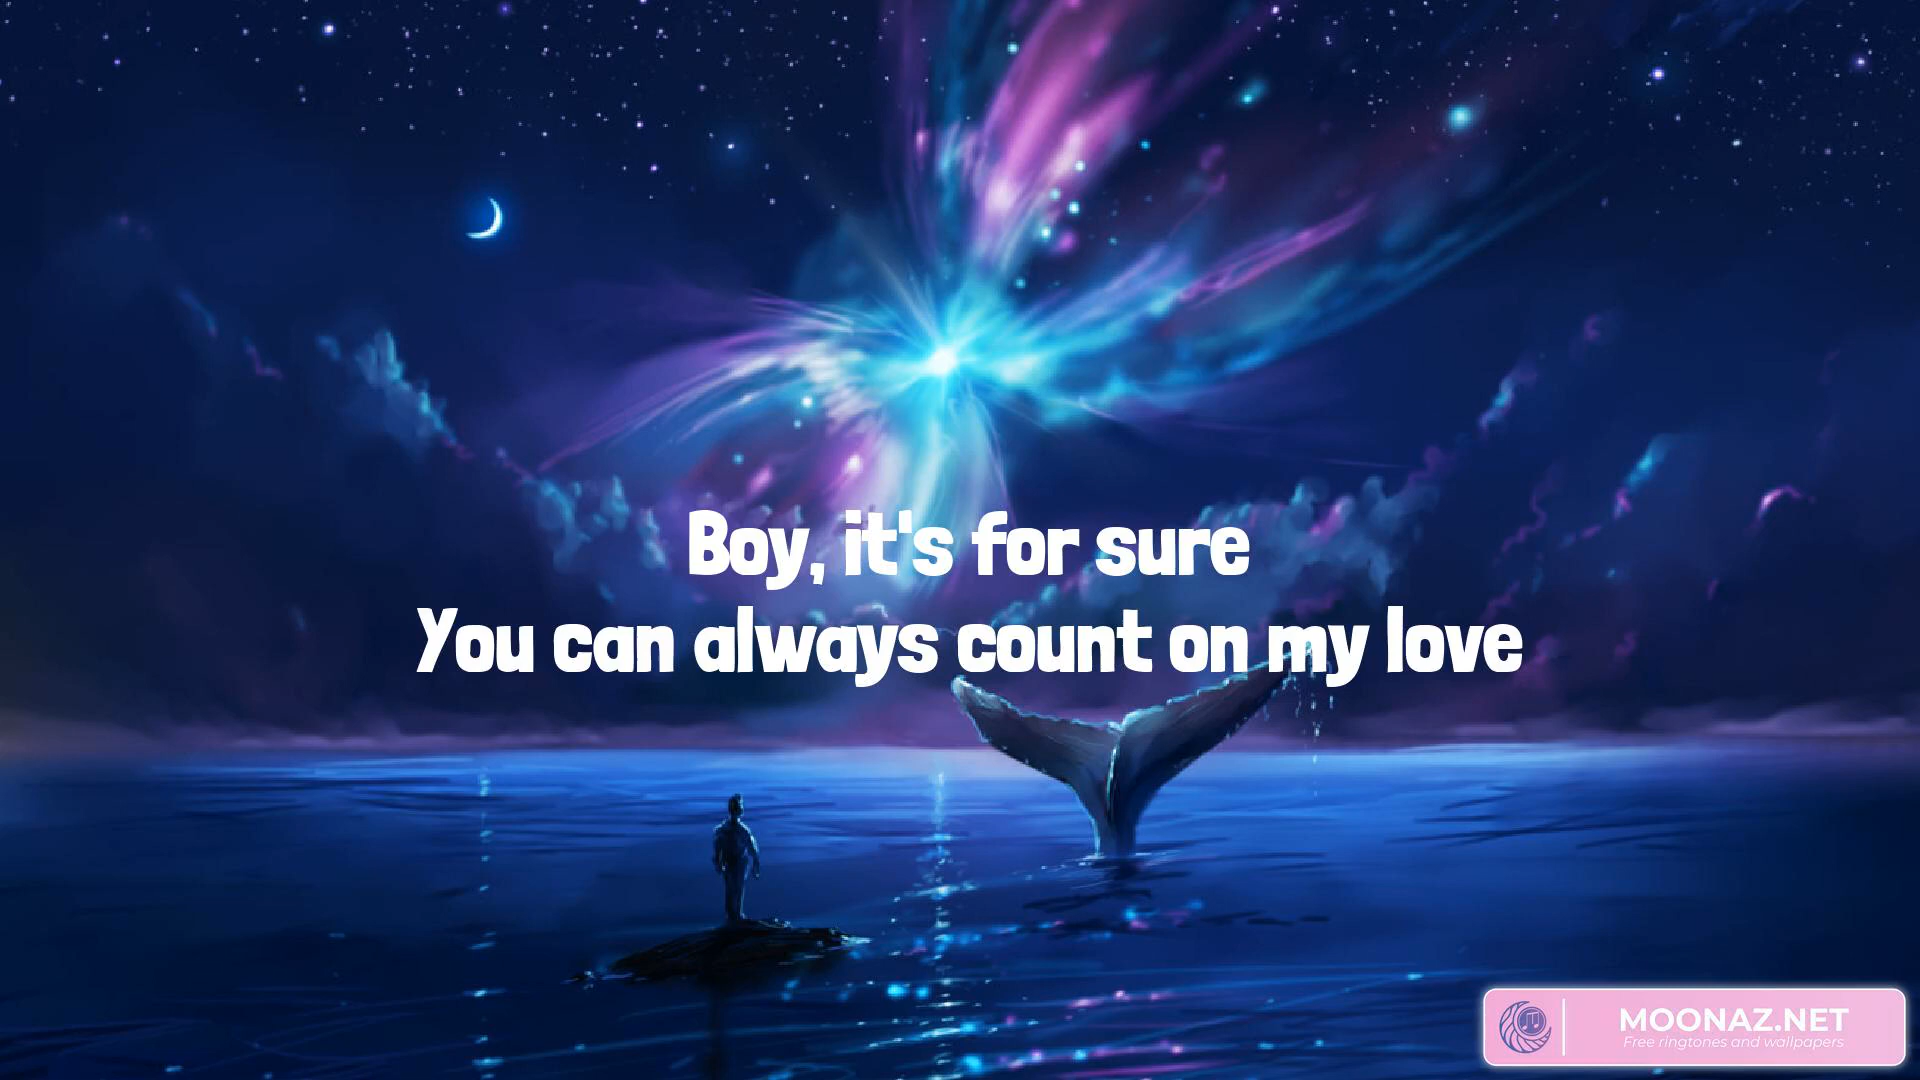 Boy, it's for sure
You can always count on my love
MOONAZ.NET
Free ringtones and wallpapers